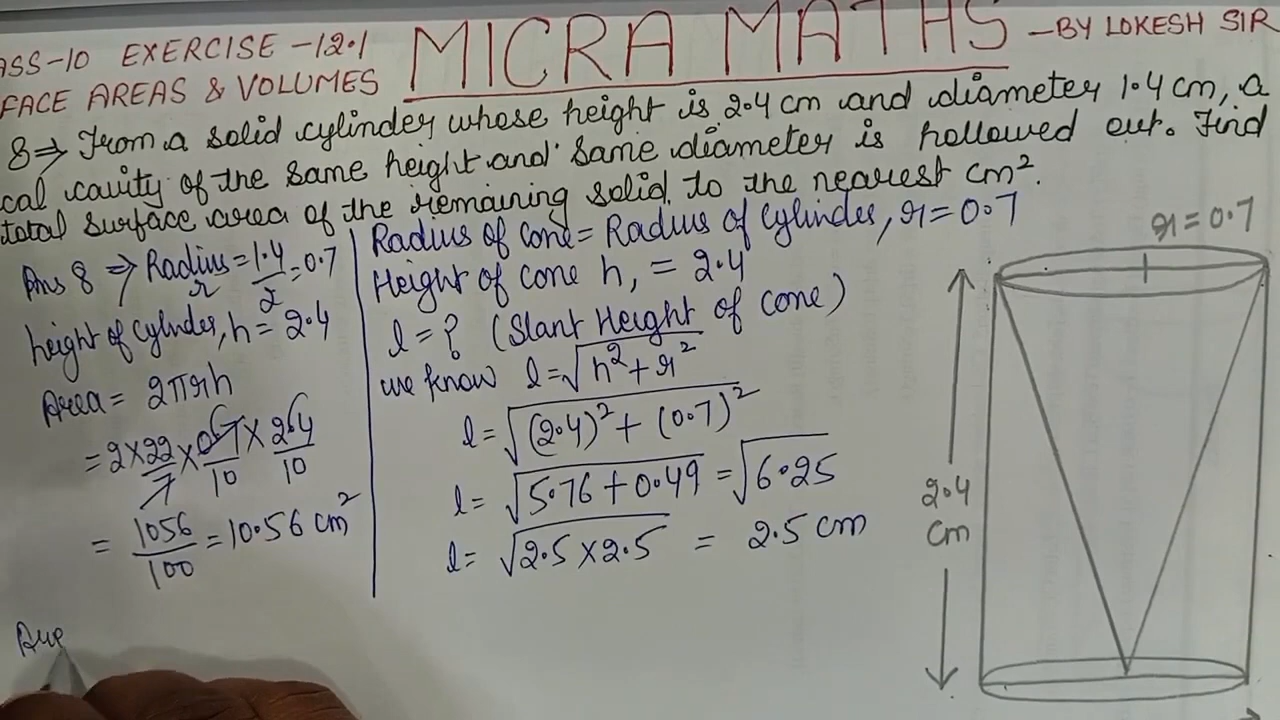 ASS-10 EXERCISE -12.1
FACE AREAS & VOLUMES
MICRA MATHS
-BY LOKESH SIR
8⇒ From a solid cylinder whose height is 2.4 cm and diameter 1.4 cm, a
cal cavity of the same height and same diameter is hollowed out. Find
total surface area of the remaining solid to the nearest cm².
Ans 8 ⇒ Radius = 1.4/2 = 0.7
r
height of cylinder, h = 2.4
Area = 2πrh
= 2 × 22/7 × 0.7/10 × 2.4/10
= 1056/100 = 10.56 cm²
Radius of cone = Radius of cylinder, r = 0.7
Height of cone h, = 2.4
l = ? (Slant Height of cone)
we know l = √h² + r²
l = √(2.4)² + (0.7)²
l = √5.76 + 0.49 = √6.25
l = √2.5 × 2.5 = 2.5 cm
r = 0.7
2.4
cm